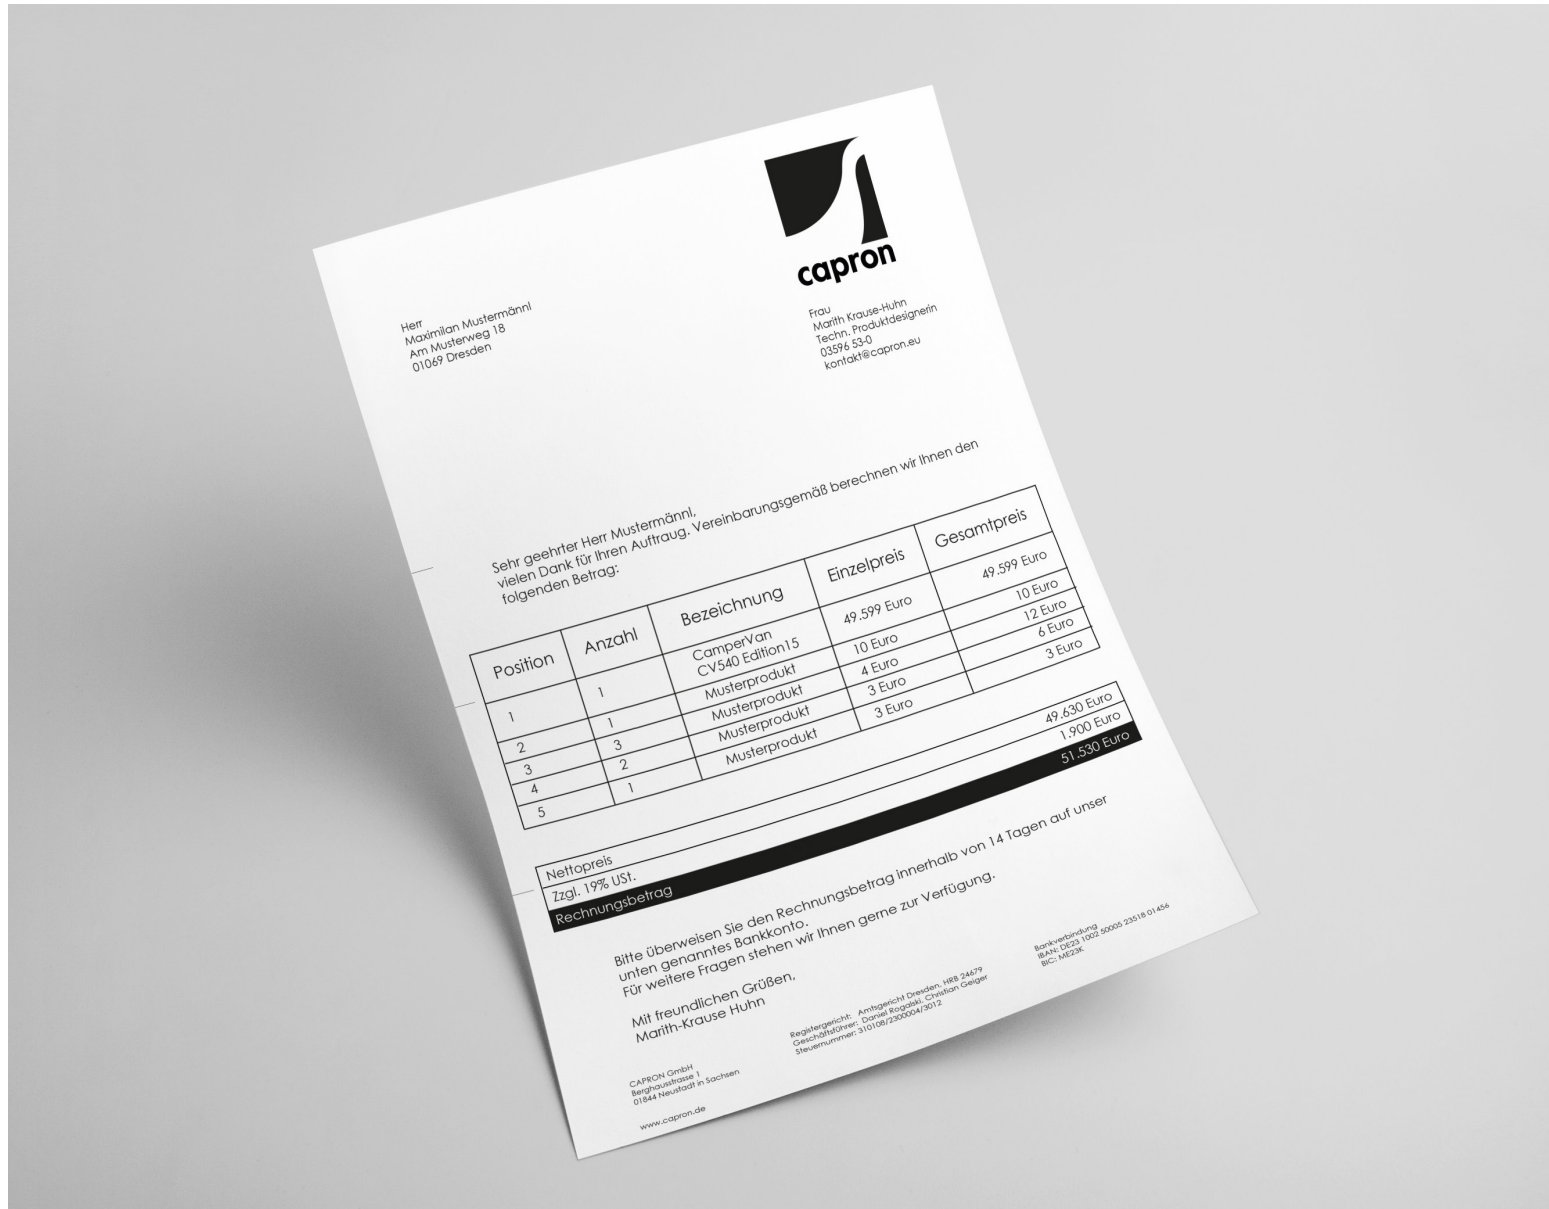 capron
Herr
Maximilan Mustermännl
Am Musterweg 18
01069 Dresden
Frau
Marith Krause-Huhn
Techn. Produktdesignerin
03596 53-0
kontakt@capron.eu
Sehr geehrter Herr Mustermännl,
vielen Dank für Ihren Auftraug. Vereinbarungsgemäß berechnen wir Ihnen den
folgenden Betrag:
Position Anzahl Bezeichnung Einzelpreis Gesamtpreis
1 1 CamperVan
CV540 Edition15 49.599 Euro 49.599 Euro
2 1 Musterprodukt 10 Euro 10 Euro
3 3 Musterprodukt 4 Euro 12 Euro
4 2 Musterprodukt 3 Euro 6 Euro
5 1 Musterprodukt 3 Euro 3 Euro
Nettopreis 49.630 Euro
Zzgl. 19% USt. 1.900 Euro
Rechnungsbetrag 51.530 Euro
Bitte überweisen Sie den Rechnungsbetrag innerhalb von 14 Tagen auf unser
unten genanntes Bankkonto.
Für weitere Fragen stehen wir Ihnen gerne zur Verfügung.
Mit freundlichen Grüßen,
Marith-Krause Huhn
CAPRON GmbH
Berghausstrasse 1
01844 Neustadt in Sachsen
www.capron.de
Registergericht: Amtsgericht Dresden, HRB 24679
Geschäftsführer: Daniel Rogalski, Christian Geiger
Steuernummer: 310108/2300004/3012
Bankverbindung
IBAN: DE23 1002 50005 23518 01456
BIC: ME23K